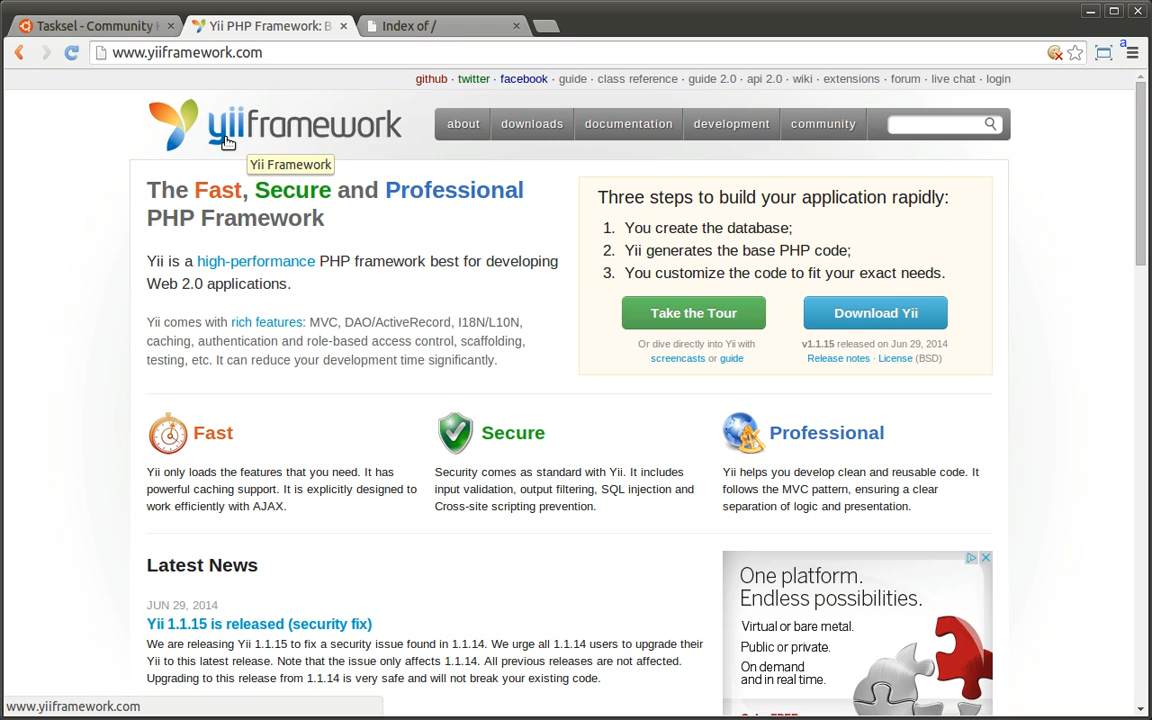 Tasksel - Community
Yii PHP Framework: B
Index of /
www.yiiframework.com
a
github · twitter · facebook · guide · class reference · guide 2.0 · api 2.0 · wiki · extensions · forum · live chat · login
yiiframework
about
downloads
documentation
development
community
Yii Framework
The Fast, Secure and Professional
PHP Framework
Yii is a high-performance PHP framework best for developing
Web 2.0 applications.
Yii comes with rich features: MVC, DAO/ActiveRecord, I18N/L10N,
caching, authentication and role-based access control, scaffolding,
testing, etc. It can reduce your development time significantly.
Three steps to build your application rapidly:
1. You create the database;
2. Yii generates the base PHP code;
3. You customize the code to fit your exact needs.
Take the Tour
Or dive directly into Yii with
screencasts or guide
Download Yii
v1.1.15 released on Jun 29, 2014
Release notes · License (BSD)
Fast
Yii only loads the features that you need. It has
powerful caching support. It is explicitly designed to
work efficiently with AJAX.
Secure
Security comes as standard with Yii. It includes
input validation, output filtering, SQL injection and
Cross-site scripting prevention.
Professional
Yii helps you develop clean and reusable code. It
follows the MVC pattern, ensuring a clear
separation of logic and presentation.
Latest News
JUN 29, 2014
Yii 1.1.15 is released (security fix)
We are releasing Yii 1.1.15 to fix a security issue found in 1.1.14. We urge all 1.1.14 users to upgrade their
Yii to this latest release. Note that the issue only affects 1.1.14. All previous releases are not affected.
Upgrading to this release from 1.1.14 is very safe and will not break your existing code.
One platform.
Endless possibilities.
Virtual or bare metal.
Public or private.
On demand
and in real time.
www.yiiframework.com